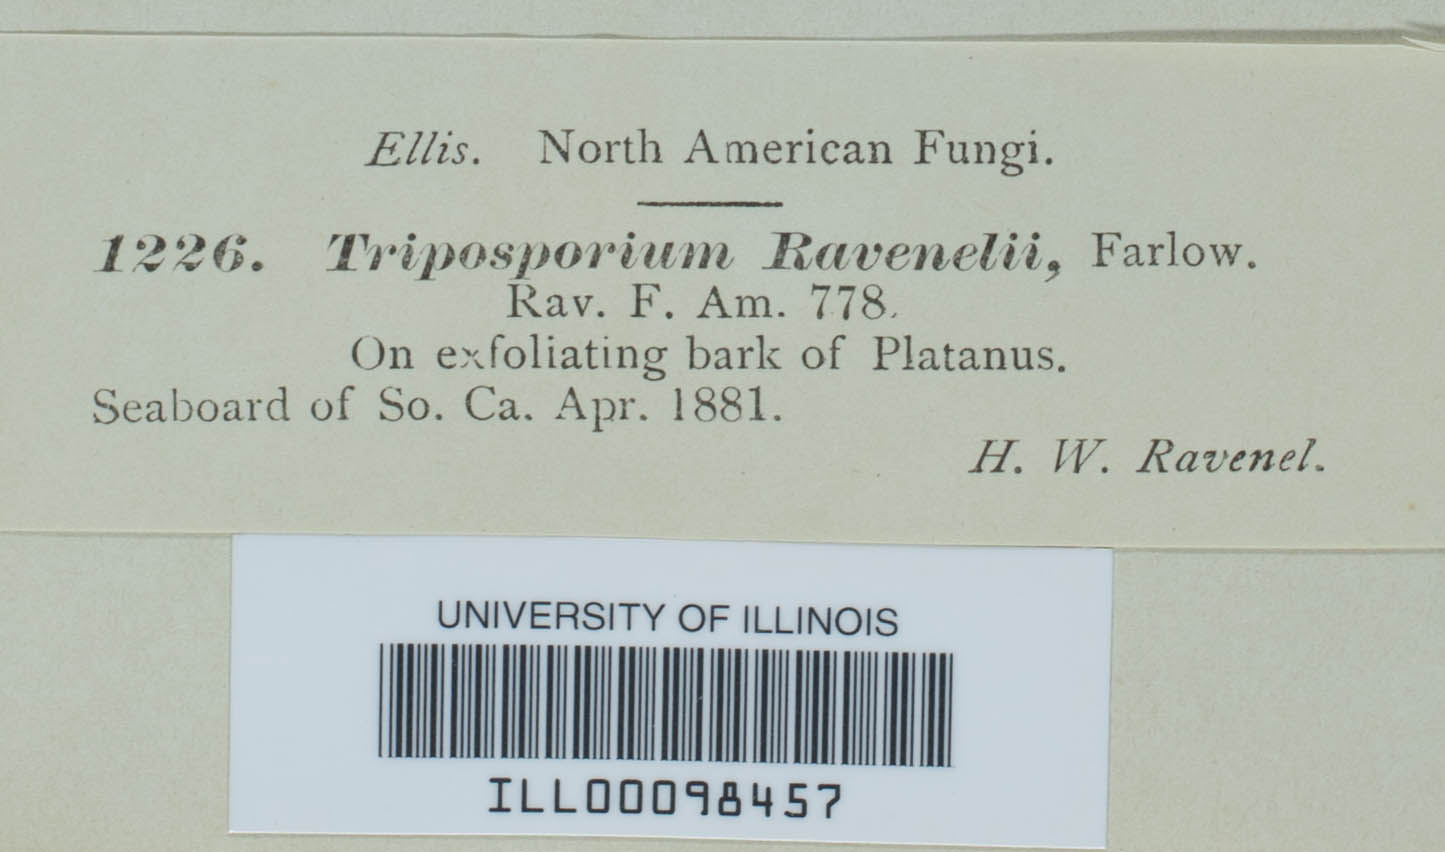 Ellis. North American Fungi.
1226. Triposporium Ravenelii, Farlow.
Rav. F. Am. 778.
On exfoliating bark of Platanus.
Seaboard of So. Ca. Apr. 1881.
H. W. Ravenel.
UNIVERSITY OF ILLINOIS
ILL00098457